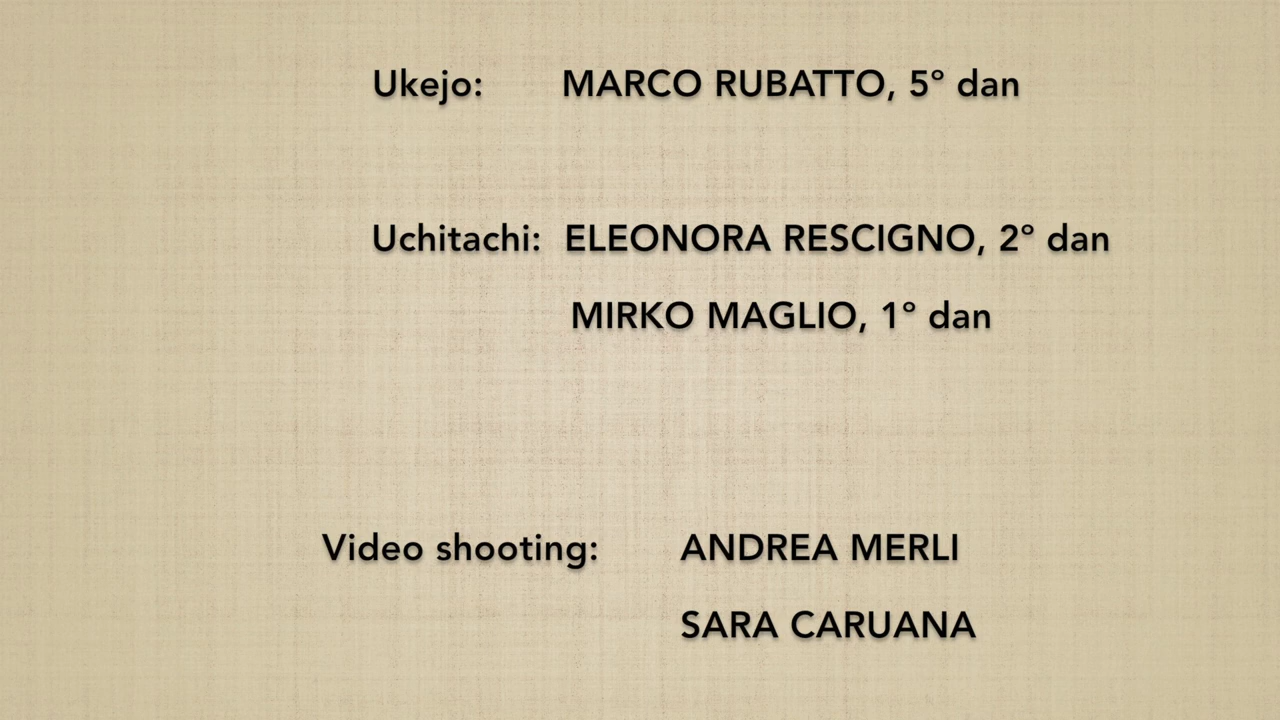 Ukejo: MARCO RUBATTO, 5° dan
Uchitachi: ELEONORA RESCIGNO, 2° dan
MIRKO MAGLIO, 1° dan
Video shooting: ANDREA MERLI
SARA CARUANA